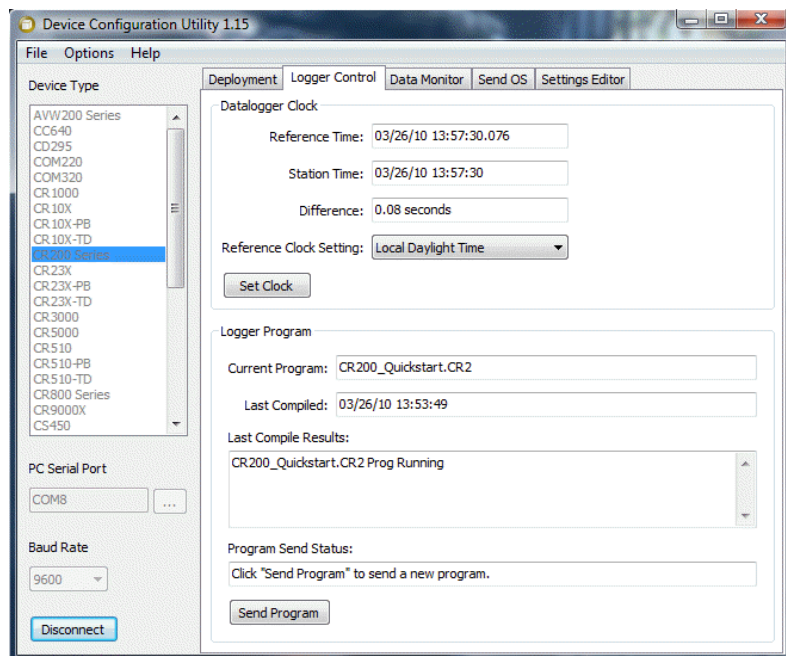 Device Configuration Utility 1.15
File Options Help
Device Type
AVW200 Series
CC640
CD295
COM220
COM320
CR1000
CR10X
CR10X-PB
CR10X-TD
CR200 Series
CR23X
CR23X-PB
CR23X-TD
CR3000
CR5000
CR510
CR510-PB
CR510-TD
CR800 Series
CR9000X
CS450
PC Serial Port
COM8 ...
Baud Rate
9600
Disconnect
Deployment Logger Control Data Monitor Send OS Settings Editor
Datalogger Clock
Reference Time: 03/26/10 13:57:30.076
Station Time: 03/26/10 13:57:30
Difference: 0.08 seconds
Reference Clock Setting: Local Daylight Time
Set Clock
Logger Program
Current Program: CR200_Quickstart.CR2
Last Compiled: 03/26/10 13:53:49
Last Compile Results:
CR200_Quickstart.CR2 Prog Running
Program Send Status:
Click "Send Program" to send a new program.
Send Program